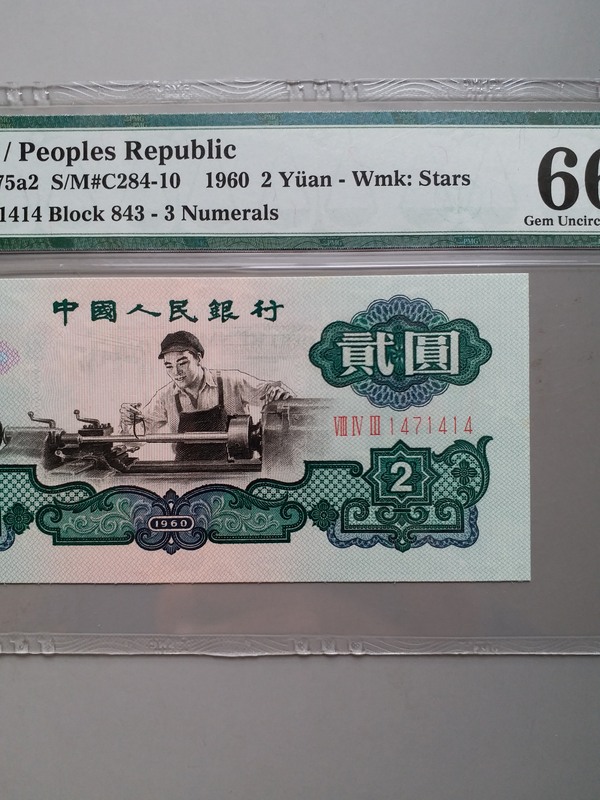 / Peoples Republic
75a2 S/M#C284-10 1960 2 Yüan - Wmk: Stars
1414 Block 843 - 3 Numerals
66
Gem Uncirc
PMG
中國人民銀行
貳圓
VIII IV III 1471414
2
1960